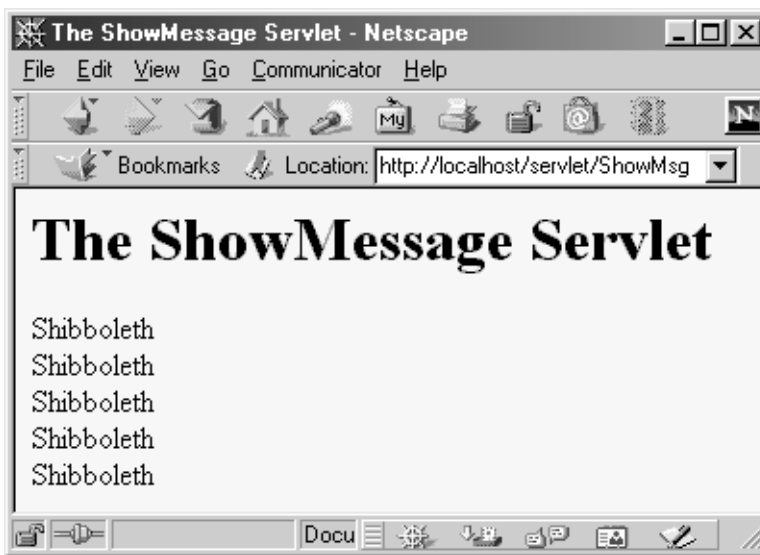 The ShowMessage Servlet - Netscape
File Edit View Go Communicator Help
My N
Bookmarks Location: http://localhost/servlet/ShowMsg
The ShowMessage Servlet
Shibboleth
Shibboleth
Shibboleth
Shibboleth
Shibboleth
Docu